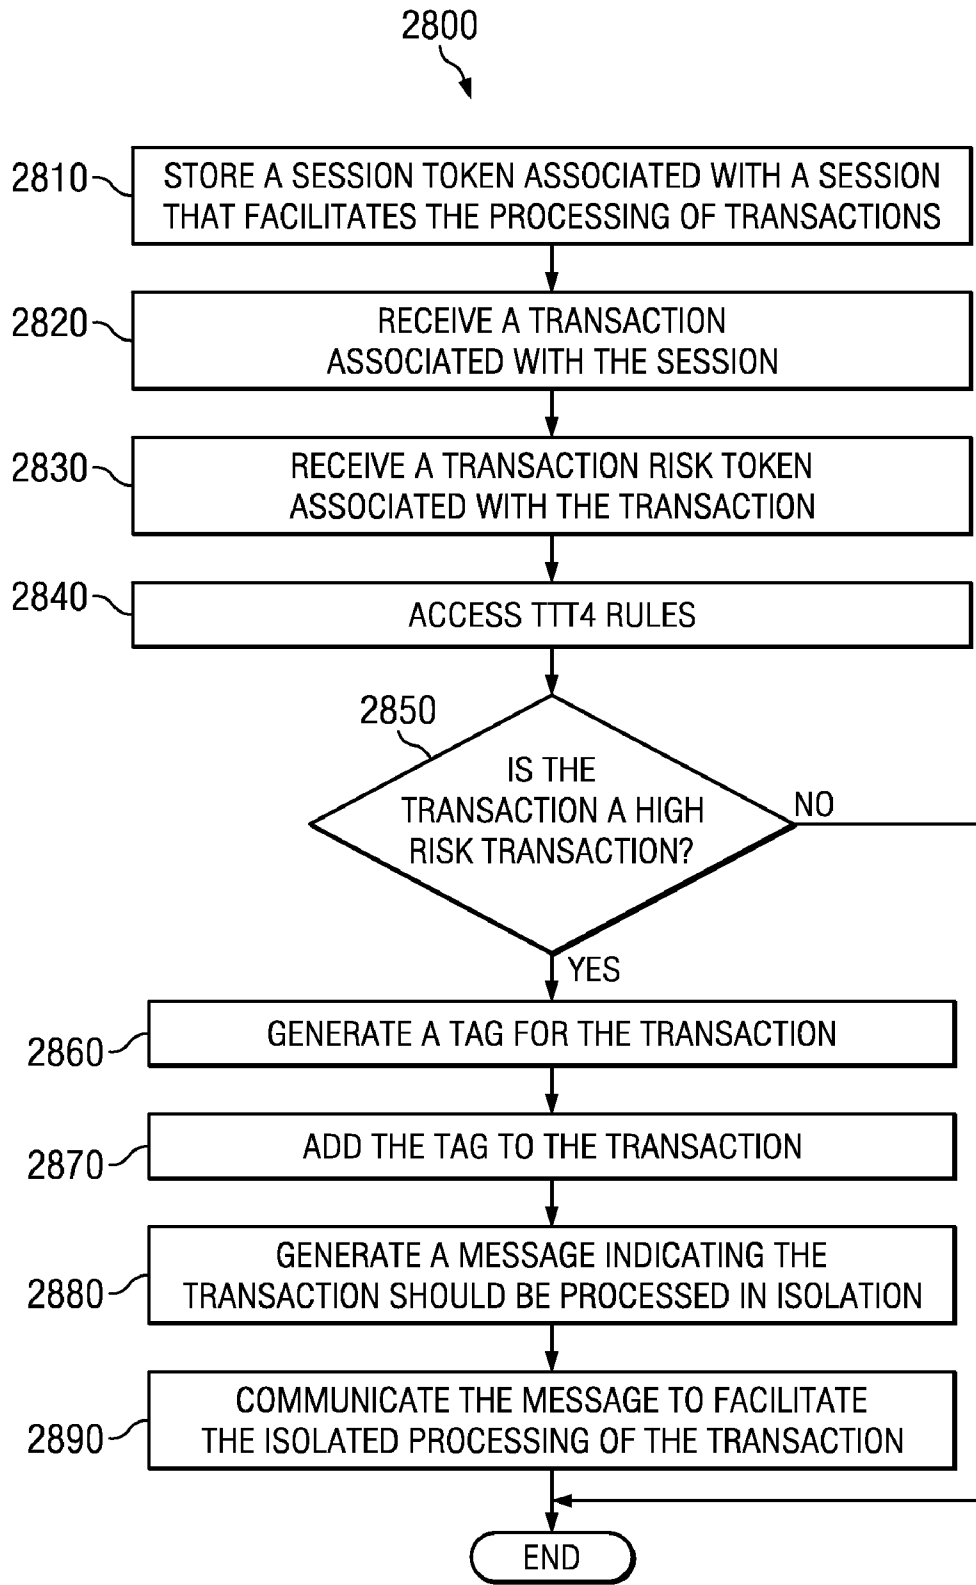 2800
2810
STORE A SESSION TOKEN ASSOCIATED WITH A SESSION
THAT FACILITATES THE PROCESSING OF TRANSACTIONS
2820
RECEIVE A TRANSACTION
ASSOCIATED WITH THE SESSION
2830
RECEIVE A TRANSACTION RISK TOKEN
ASSOCIATED WITH THE TRANSACTION
2840
ACCESS TTT4 RULES
2850
IS THE
TRANSACTION A HIGH
RISK TRANSACTION?
NO
YES
2860
GENERATE A TAG FOR THE TRANSACTION
2870
ADD THE TAG TO THE TRANSACTION
2880
GENERATE A MESSAGE INDICATING THE
TRANSACTION SHOULD BE PROCESSED IN ISOLATION
2890
COMMUNICATE THE MESSAGE TO FACILITATE
THE ISOLATED PROCESSING OF THE TRANSACTION
END